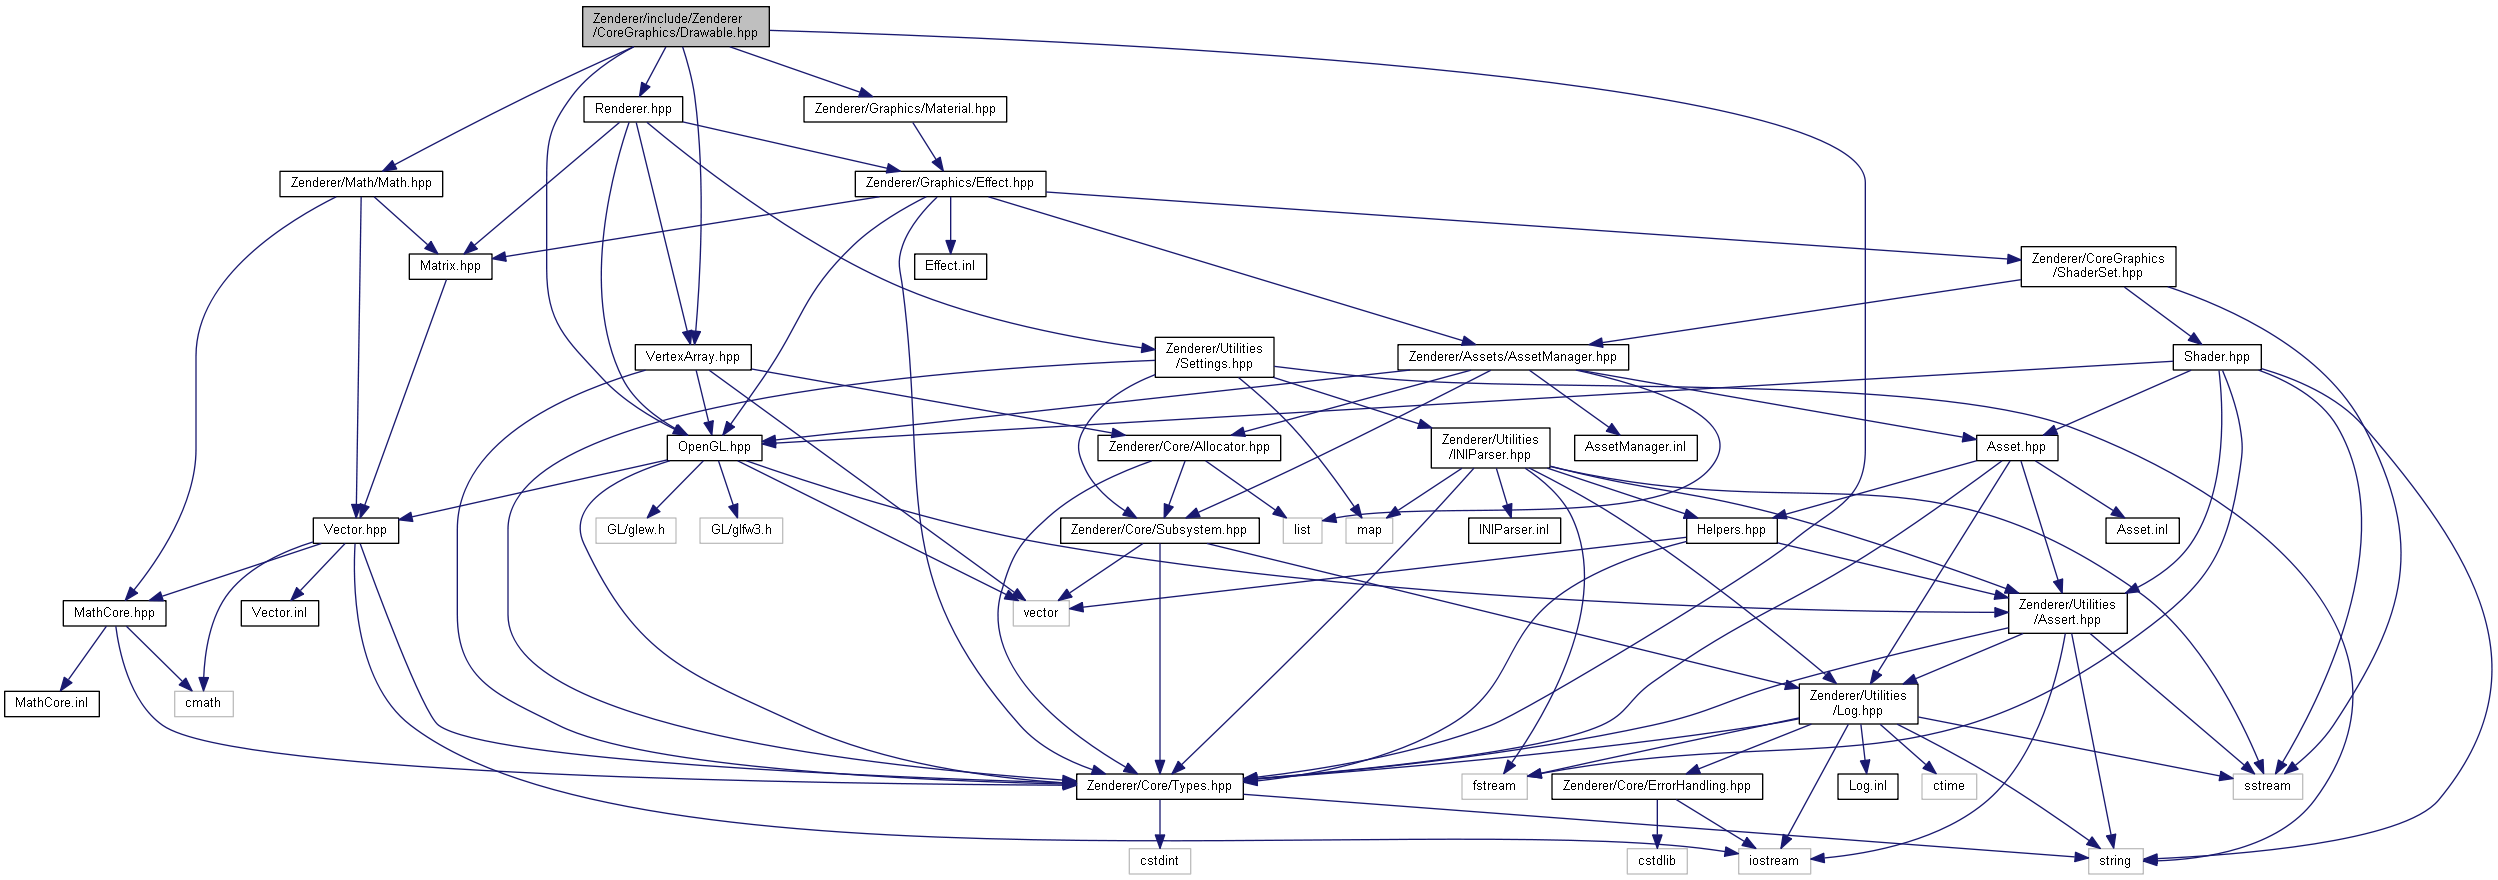 Zenderer/include/Zenderer
/CoreGraphics/Drawable.hpp
Renderer.hpp
Zenderer/Graphics/Material.hpp
Zenderer/Math/Math.hpp
Zenderer/Graphics/Effect.hpp
Matrix.hpp
Effect.inl
Zenderer/CoreGraphics
/ShaderSet.hpp
VertexArray.hpp
Zenderer/Utilities
/Settings.hpp
Zenderer/Assets/AssetManager.hpp
Shader.hpp
OpenGL.hpp
Zenderer/Core/Allocator.hpp
Zenderer/Utilities
/INIParser.hpp
AssetManager.inl
Asset.hpp
Vector.hpp
GL/glew.h
GL/glfw3.h
Zenderer/Core/Subsystem.hpp
list
map
INIParser.inl
Helpers.hpp
Asset.inl
MathCore.hpp
Vector.inl
vector
Zenderer/Utilities
/Assert.hpp
MathCore.inl
cmath
Zenderer/Utilities
/Log.hpp
Zenderer/Core/Types.hpp
fstream
Zenderer/Core/ErrorHandling.hpp
Log.inl
ctime
sstream
cstdint
cstdlib
iostream
string